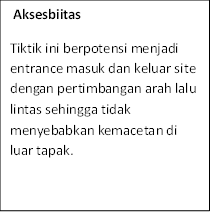 Aksesbiitas
Tiktik ini berpotensi menjadi
entrance masuk dan keluar site
dengan pertimbangan arah lalu
lintas sehingga tidak
menyebabkan kemacetan di
luar tapak.